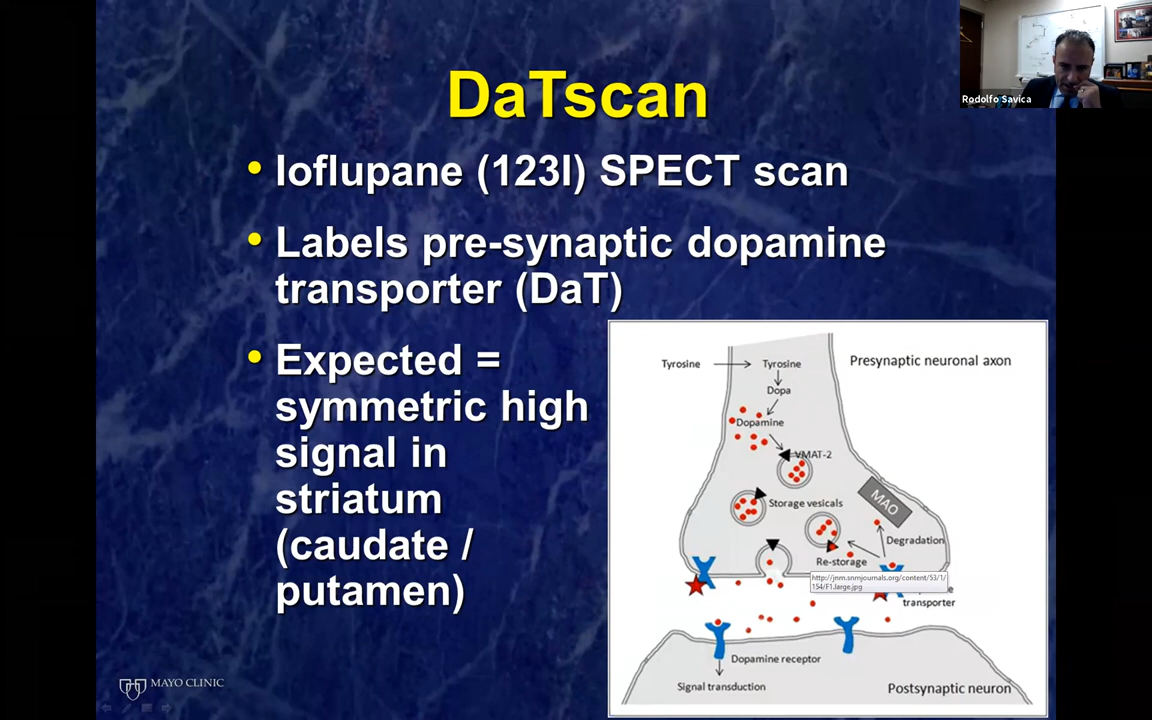 DaTscan
Rodolfo Savica
• Ioflupane (123I) SPECT scan
• Labels pre-synaptic dopamine
transporter (DaT)
• Expected =
symmetric high
signal in
striatum
(caudate /
putamen)
Tyrosine
Tyrosine
Presynaptic neuronal axon
Dopa
Dopamine
VMAT-2
Storage vesicals
MAO
Degradation
Re-storage
http://jnm.snmjournals.org/content/53/1/
154/F1.large.jpg
transporter
Dopamine receptor
Signal transduction
Postsynaptic neuron
MAYO CLINIC